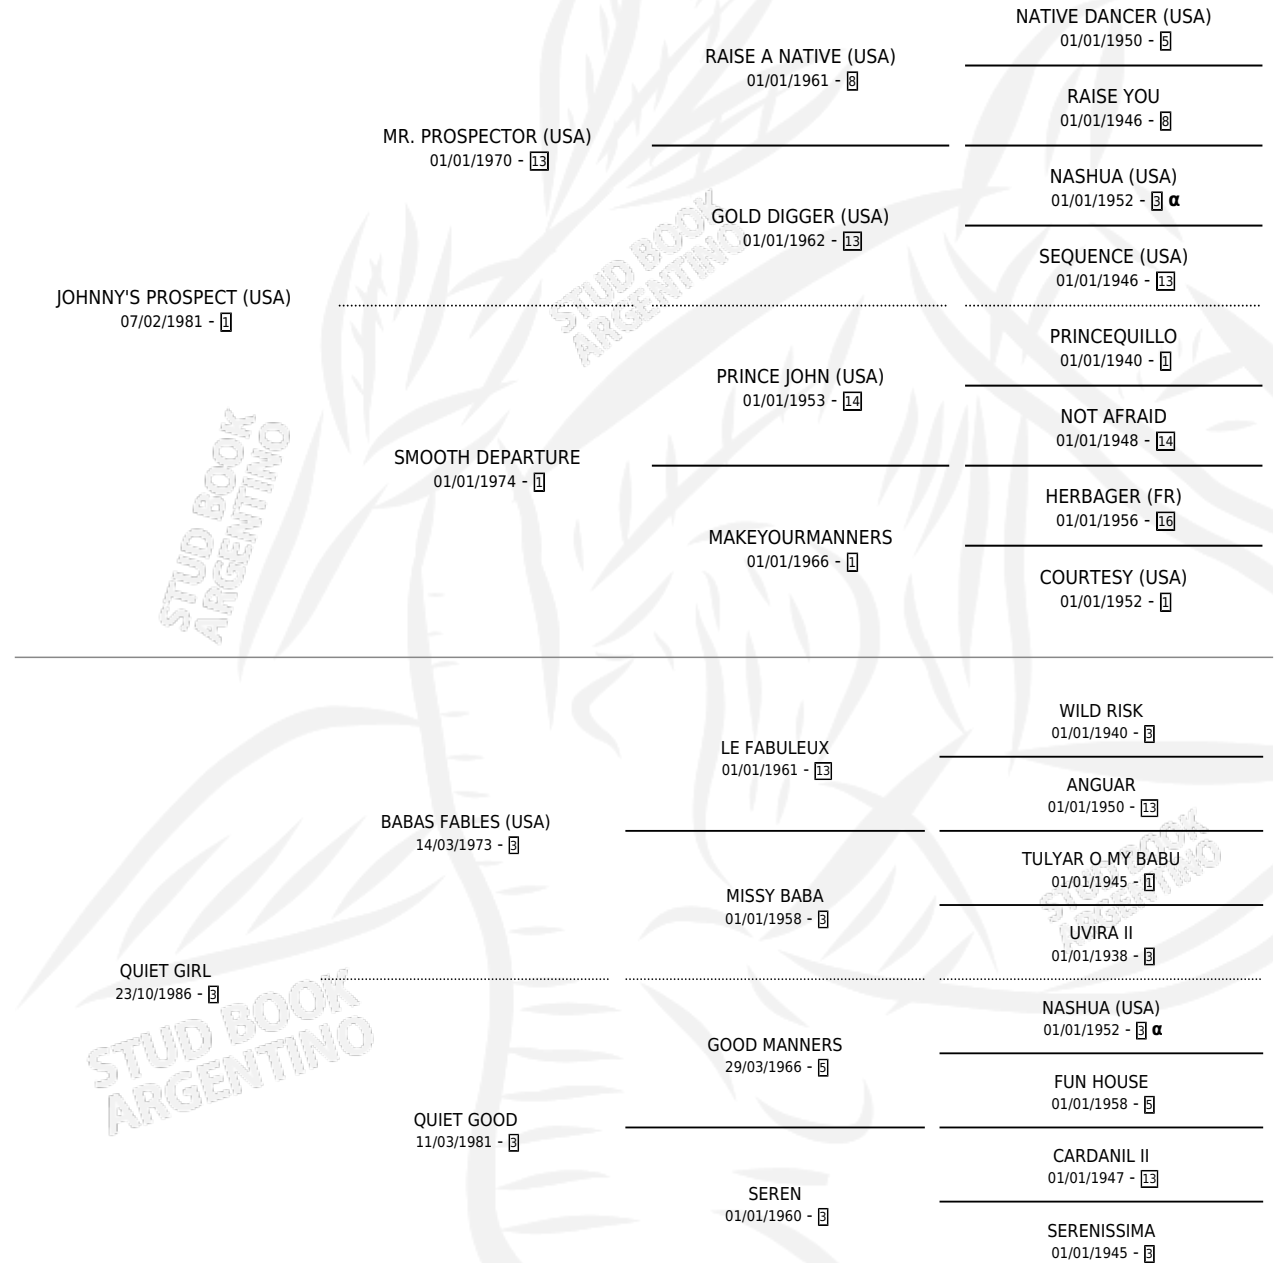 NATIVE DANCER (USA)
01/01/1950 - 5
RAISE A NATIVE (USA)
01/01/1961 - 8
RAISE YOU
01/01/1946 - 8
MR. PROSPECTOR (USA)
01/01/1970 - 13
NASHUA (USA)
01/01/1952 - 3 α
GOLD DIGGER (USA)
01/01/1962 - 13
SEQUENCE (USA)
01/01/1946 - 13
JOHNNY'S PROSPECT (USA)
07/02/1981 - 1
PRINCEQUILLO
01/01/1940 - 1
PRINCE JOHN (USA)
01/01/1953 - 14
NOT AFRAID
01/01/1948 - 14
SMOOTH DEPARTURE
01/01/1974 - 1
HERBAGER (FR)
01/01/1956 - 16
MAKEYOURMANNERS
01/01/1966 - 1
COURTESY (USA)
01/01/1952 - 1
WILD RISK
01/01/1940 - 3
LE FABULEUX
01/01/1961 - 13
ANGUAR
01/01/1950 - 13
BABAS FABLES (USA)
14/03/1973 - 3
TULYAR O MY BABU
01/01/1945 - 1
MISSY BABA
01/01/1958 - 3
UVIRA II
01/01/1938 - 3
QUIET GIRL
23/10/1986 - 3
NASHUA (USA)
01/01/1952 - 3 α
GOOD MANNERS
29/03/1966 - 5
FUN HOUSE
01/01/1958 - 5
QUIET GOOD
11/03/1981 - 3
CARDANIL II
01/01/1947 - 13
SEREN
01/01/1960 - 3
SERENISSIMA
01/01/1945 - 3
STUD BOOK
ARGENTINO
STUD BOOK
ARGENTINO
STUD BOOK
ARGENTINO
STUD BOOK
ARGENTINO